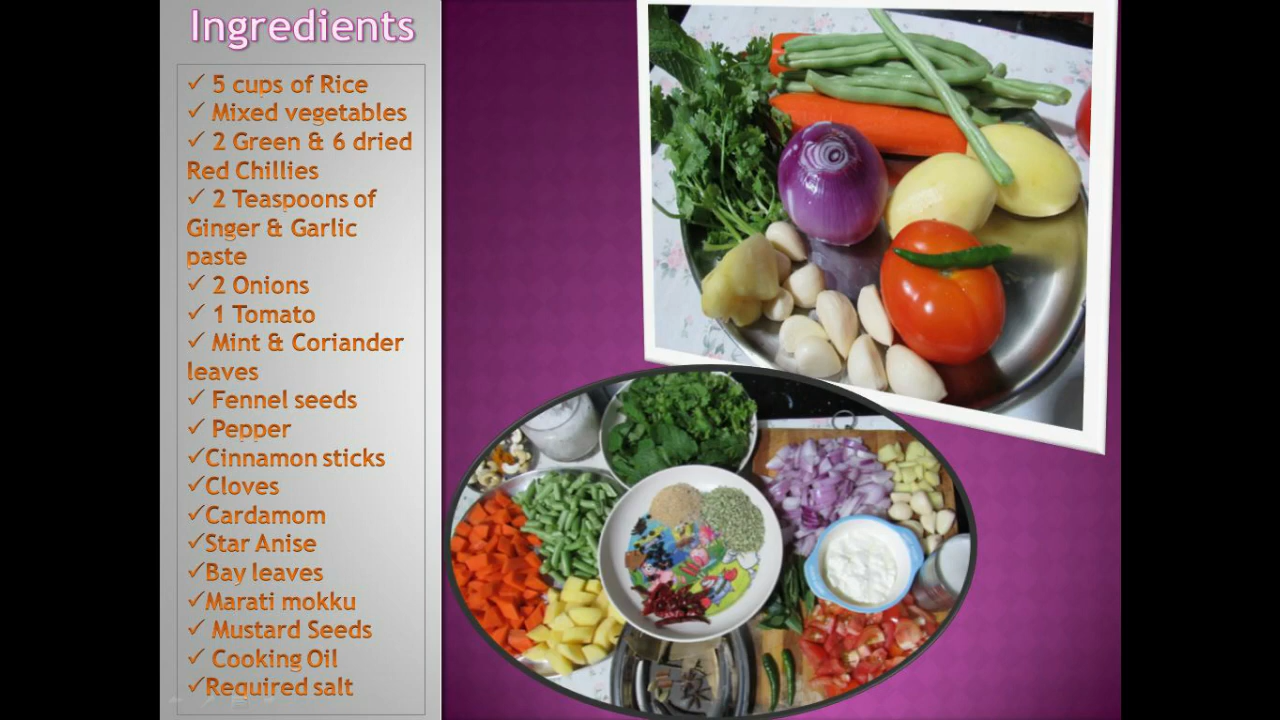 Ingredients
✓ 5 cups of Rice
✓ Mixed vegetables
✓ 2 Green & 6 dried
Red Chillies
✓ 2 Teaspoons of
Ginger & Garlic
paste
✓ 2 Onions
✓ 1 Tomato
✓ Mint & Coriander
leaves
✓ Fennel seeds
✓ Pepper
✓Cinnamon sticks
✓Cloves
✓Cardamom
✓Star Anise
✓Bay leaves
✓Marati mokku
✓ Mustard Seeds
✓ Cooking Oil
✓Required salt